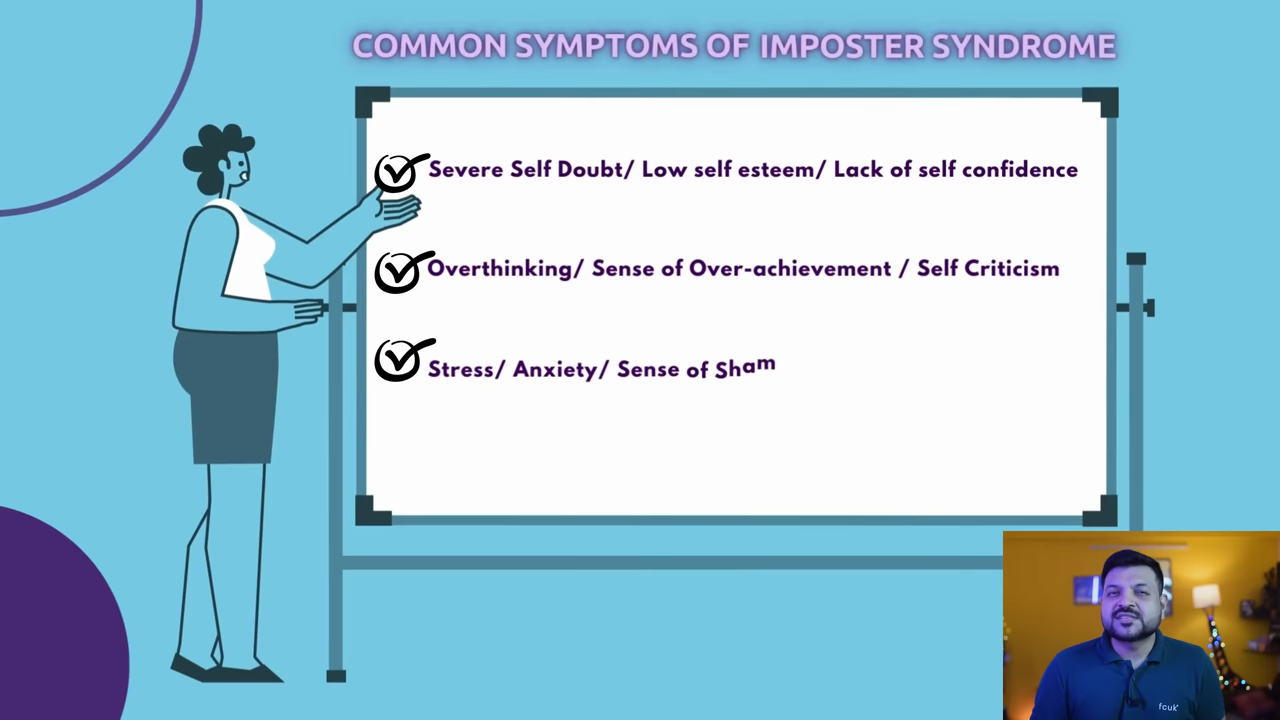 COMMON SYMPTOMS OF IMPOSTER SYNDROME
Severe Self Doubt/ Low self esteem/ Lack of self confidence
Overthinking/ Sense of Over-achievement / Self Criticism
Stress/ Anxiety/ Sense of Sham
fcuk